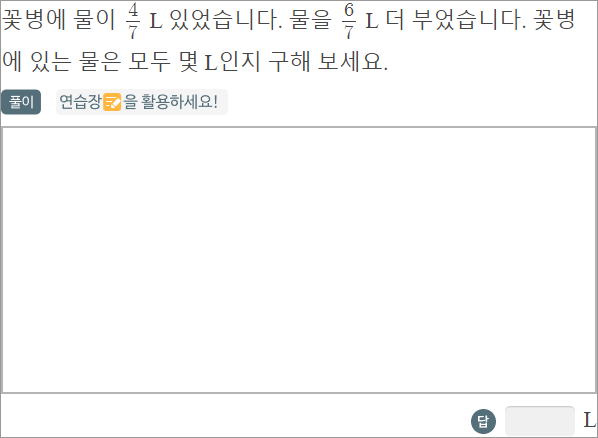 꽃병에 물이 4/7 L 있었습니다. 물을 6/7 L 더 부었습니다. 꽃병
에 있는 물은 모두 몇 L인지 구해 보세요.
풀이 연습장을 활용하세요!
답 L